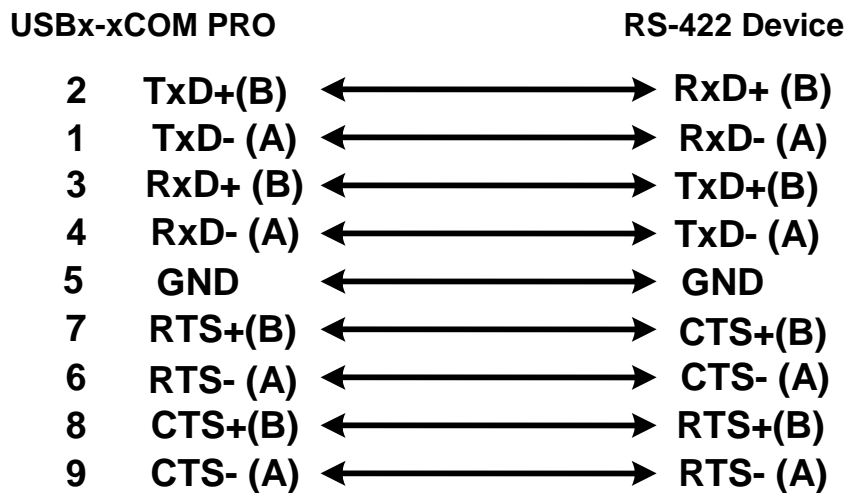 USBx-xCOM PRO RS-422 Device
2 TxD+(B) RxD+ (B)
1 TxD- (A) RxD- (A)
3 RxD+ (B) TxD+(B)
4 RxD- (A) TxD- (A)
5 GND GND
7 RTS+(B) CTS+(B)
6 RTS- (A) CTS- (A)
8 CTS+(B) RTS+(B)
9 CTS- (A) RTS- (A)